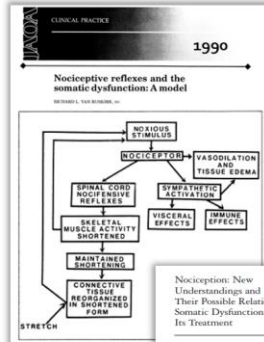 JAOA
CLINICAL PRACTICE
1990
Nociceptive reflexes and the
somatic dysfunction: A model
RICHARD L. VAN BUSKIRK, DO
NOXIOUS
STIMULUS
NOCICEPTOR
VASODILATION
AND
TISSUE EDEMA
SPINAL CORD
NOCIFENSIVE
REFLEXES
SYMPATHETIC
ACTIVATION
SKELETAL
MUSCLE ACTIVITY
SHORTENED
VISCERAL
EFFECTS
IMMUNE
EFFECTS
MAINTAINED
SHORTENING
CONNECTIVE
TISSUE
REORGANIZED
IN SHORTENED
FORM
STRETCH
Nociception: New
Understandings and
Their Possible Relati
Somatic Dysfunction
Its Treatment